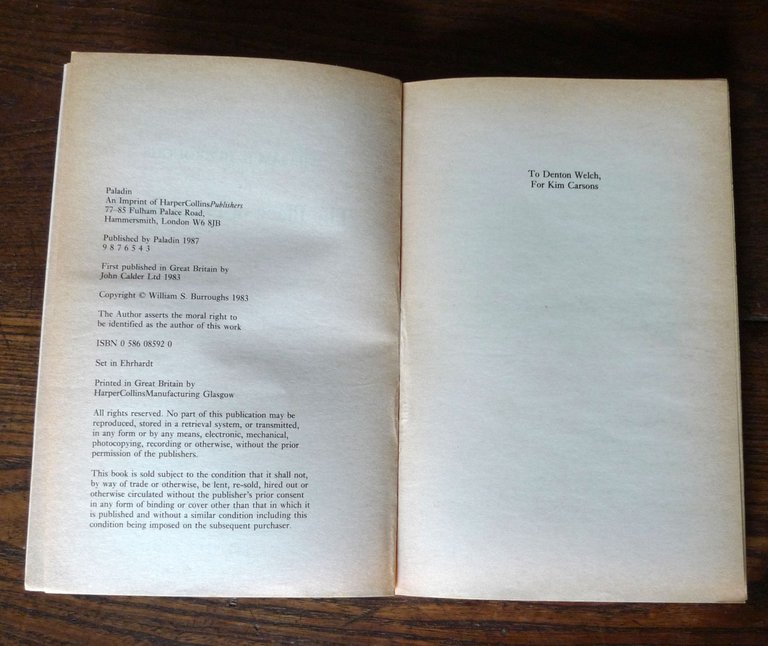 Paladin
An Imprint of HarperCollinsPublishers
77–85 Fulham Palace Road,
Hammersmith, London W6 8JB
Published by Paladin 1987
9 8 7 6 5 4 3
First published in Great Britain by
John Calder Ltd 1983
Copyright © William S. Burroughs 1983
The Author asserts the moral right to
be identified as the author of this work
ISBN 0 586 08592 0
Set in Ehrhardt
Printed in Great Britain by
HarperCollinsManufacturing Glasgow
All rights reserved. No part of this publication may be
reproduced, stored in a retrieval system, or transmitted,
in any form or by any means, electronic, mechanical,
photocopying, recording or otherwise, without the prior
permission of the publishers.
This book is sold subject to the condition that it shall not,
by way of trade or otherwise, be lent, re-sold, hired out or
otherwise circulated without the publisher's prior consent
in any form of binding or cover other than that in which it
is published and without a similar condition including this
condition being imposed on the subsequent purchaser.
To Denton Welch,
For Kim Carsons